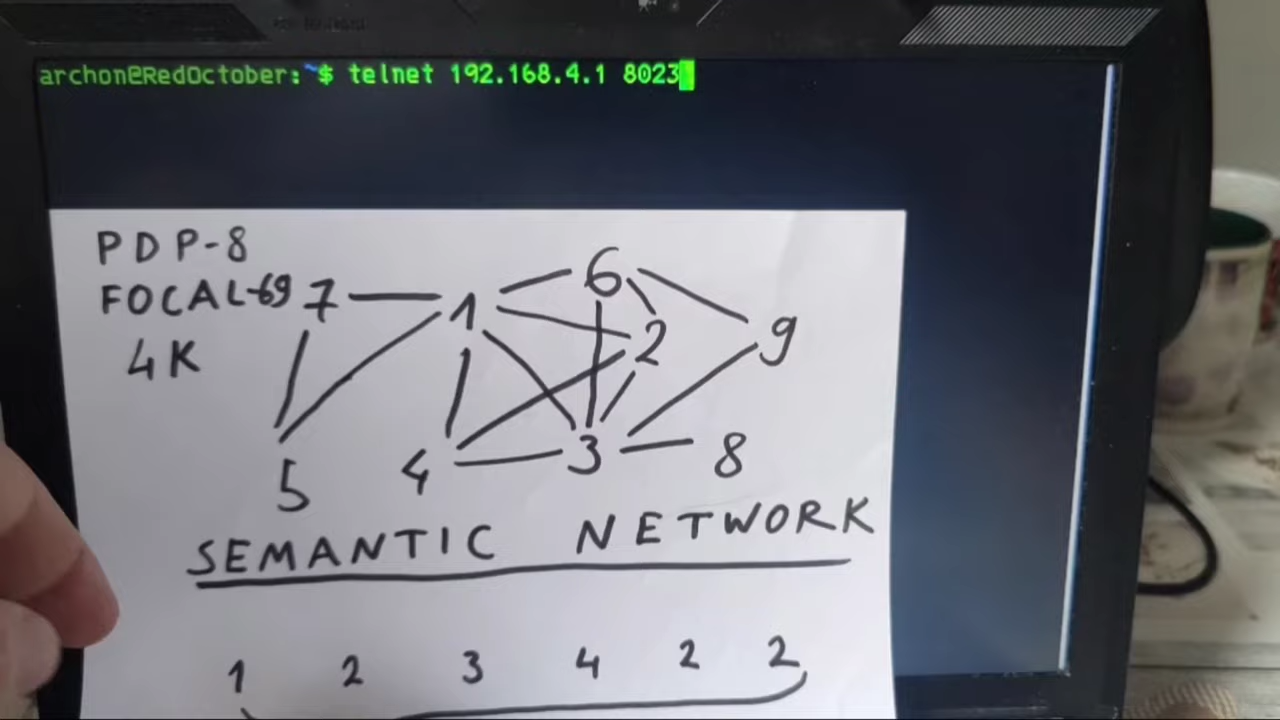 archon@RedOctober:~$ telnet 192.168.4.1 8023
PDP-8
FOCAL-69
4K
7 1 6
2 9
5 4 3 8
SEMANTIC NETWORK
1 2 3 4 2 2